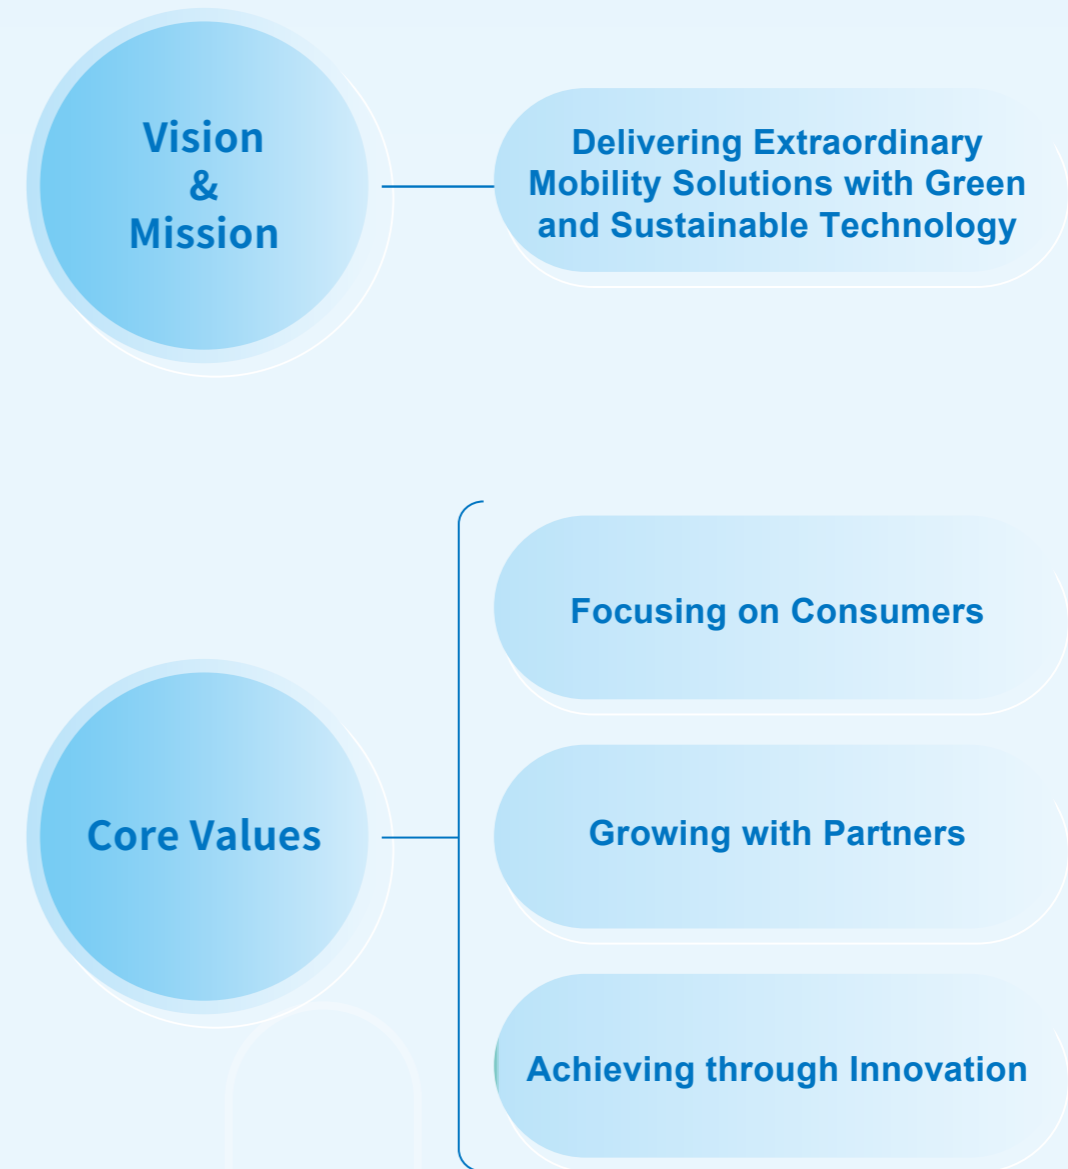 Vision
&
Mission
Delivering Extraordinary
Mobility Solutions with Green
and Sustainable Technology
Core Values
Focusing on Consumers
Growing with Partners
Achieving through Innovation